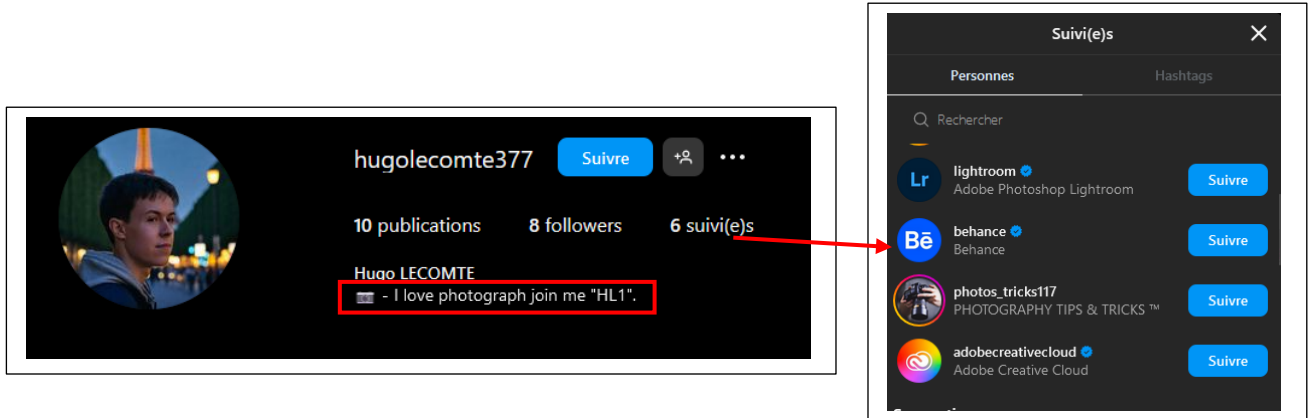 hugolecomte377 Suivre
10 publications 8 followers 6 suivi(e)s
Hugo LECOMTE
- I love photograph join me "HL1".
Suivi(e)s
Personnes Hashtags
Rechercher
Lr lightroom Suivre
Adobe Photoshop Lightroom
Bē behance Suivre
Behance
photos_tricks117 Suivre
PHOTOGRAPHY TIPS & TRICKS ™
adobecreativecloud Suivre
Adobe Creative Cloud